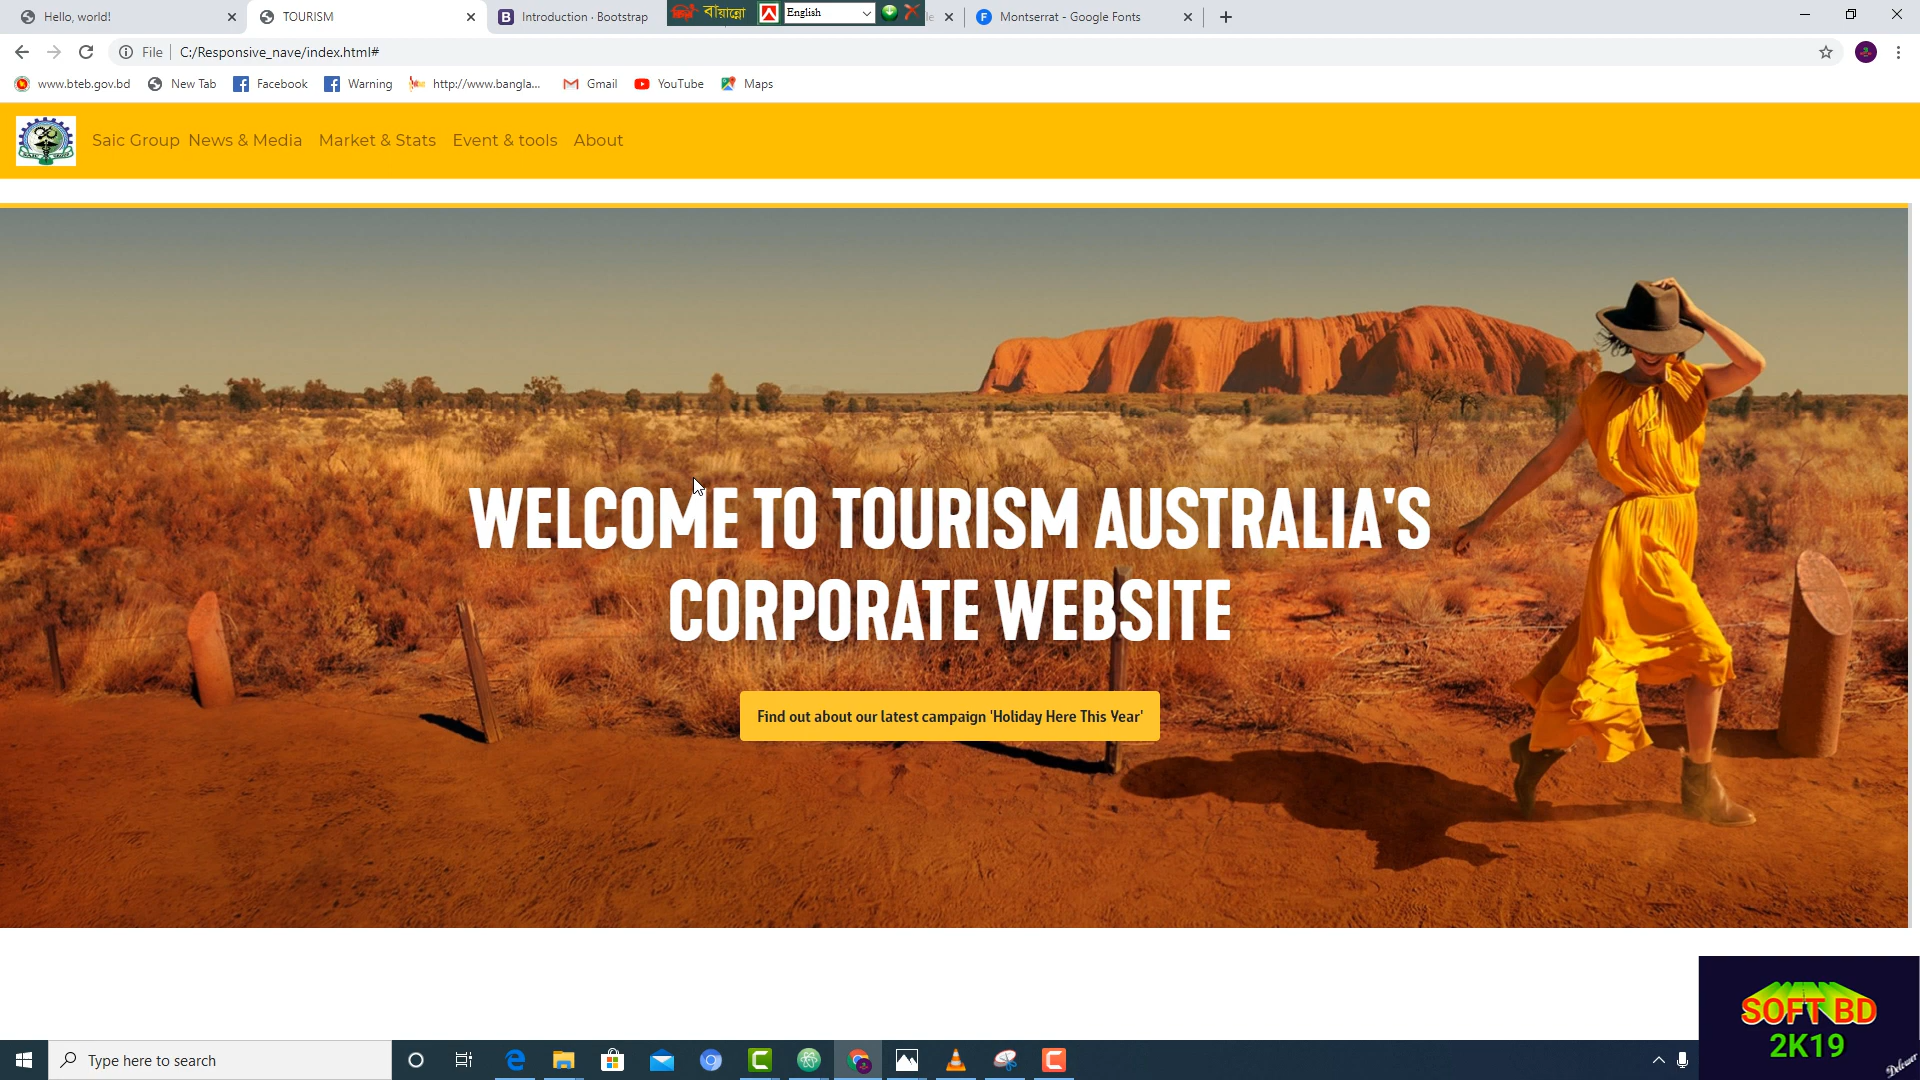 Hello, world!
TOURISM
Introduction · Bootstrap
বায়ান্নো
English
Montserrat - Google Fonts
File
C:/Responsive_nave/index.html#
www.bteb.gov.bd
New Tab
Facebook
Warning
http://www.bangla...
Gmail
YouTube
Maps
Saic Group
News & Media
Market & Stats
Event & tools
About
WELCOME TO TOURISM AUSTRALIA'S
CORPORATE WEBSITE
Find out about our latest campaign 'Holiday Here This Year'
SOFT BD
2K19
Delower
Type here to search